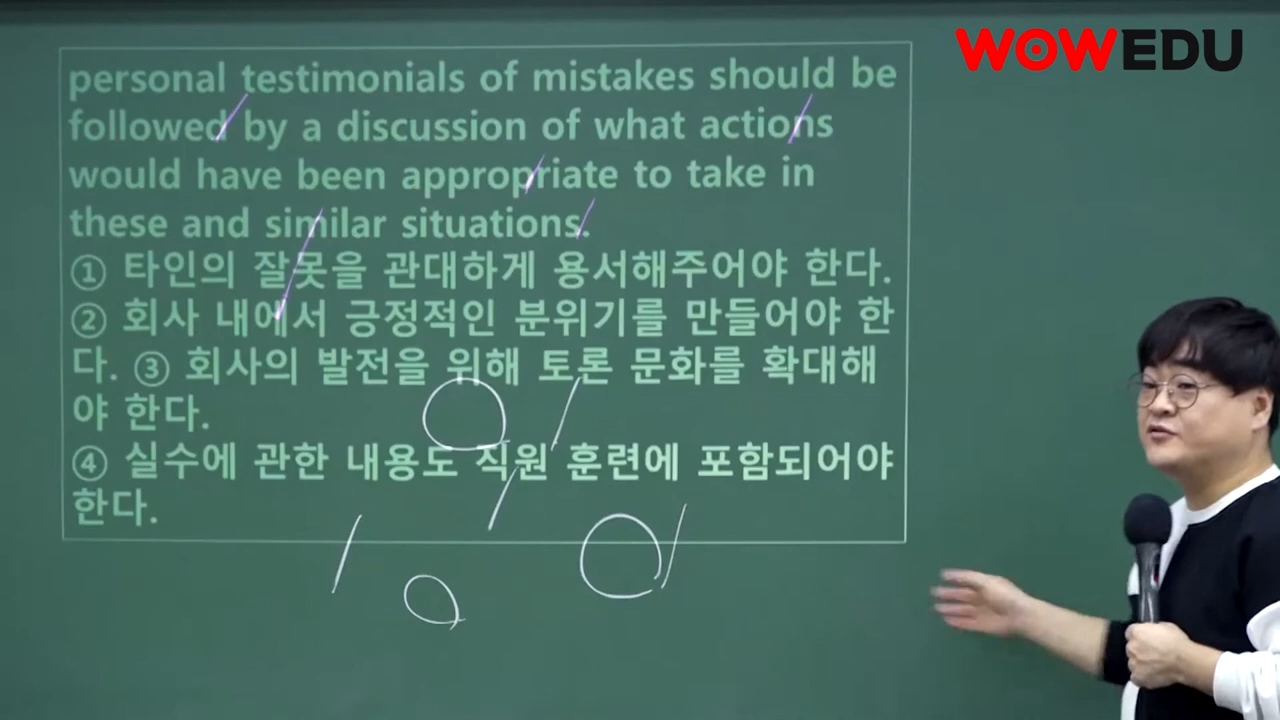 WOWEDU
personal testimonials of mistakes should be
followed by a discussion of what actions
would have been appropriate to take in
these and similar situations.
① 타인의 잘못을 관대하게 용서해주어야 한다.
② 회사 내에서 긍정적인 분위기를 만들어야 한
다. ③ 회사의 발전을 위해 토론 문화를 확대해
야 한다.
④ 실수에 관한 내용도 직원 훈련에 포함되어야
한다.